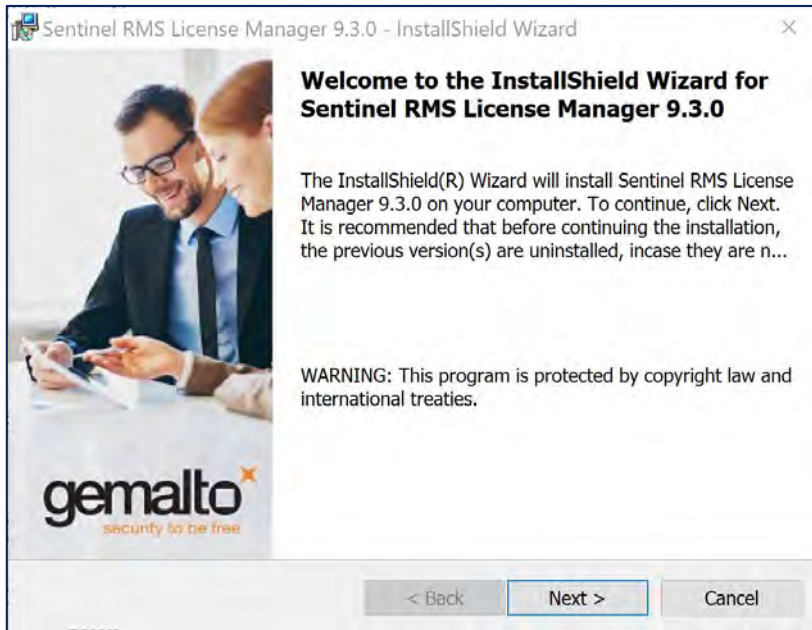 Sentinel RMS License Manager 9.3.0 - InstallShield Wizard
Welcome to the InstallShield Wizard for
Sentinel RMS License Manager 9.3.0
The InstallShield(R) Wizard will install Sentinel RMS License
Manager 9.3.0 on your computer. To continue, click Next.
It is recommended that before continuing the installation,
the previous version(s) are uninstalled, incase they are n...
WARNING: This program is protected by copyright law and
international treaties.
gemalto
security to be free
< Back Next > Cancel